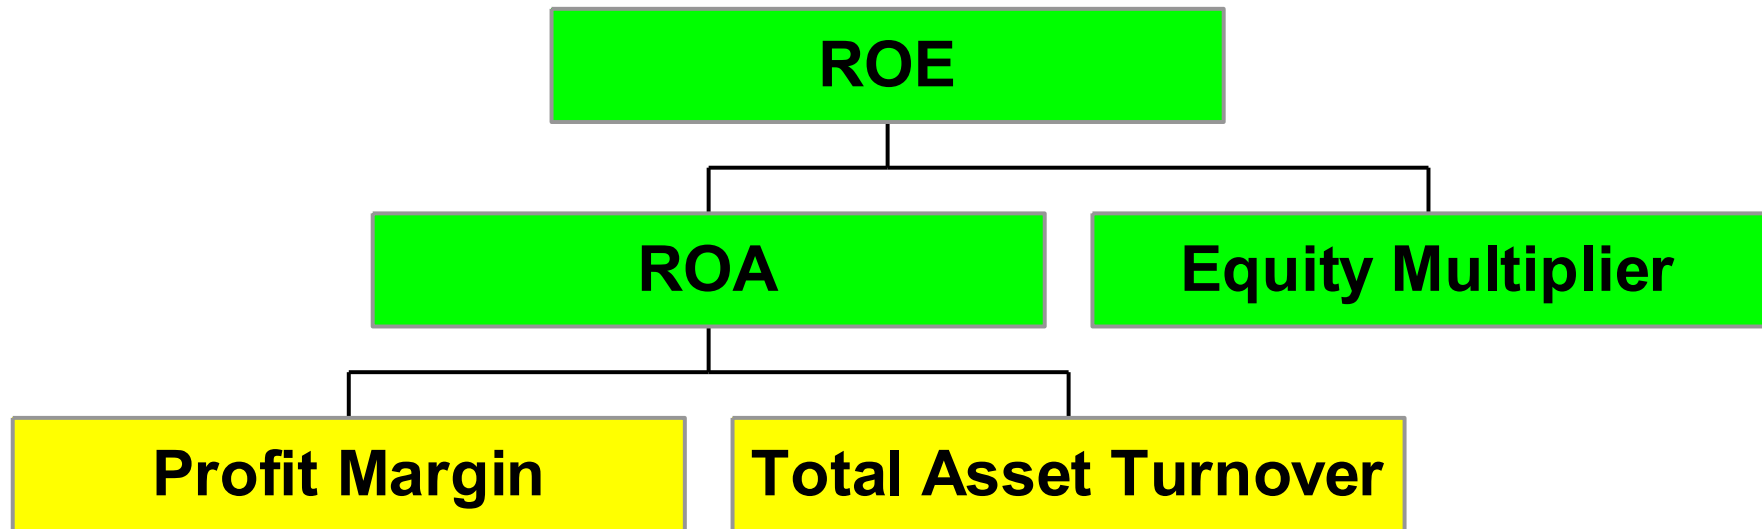 ROE
ROA
Equity Multiplier
Profit Margin
Total Asset Turnover